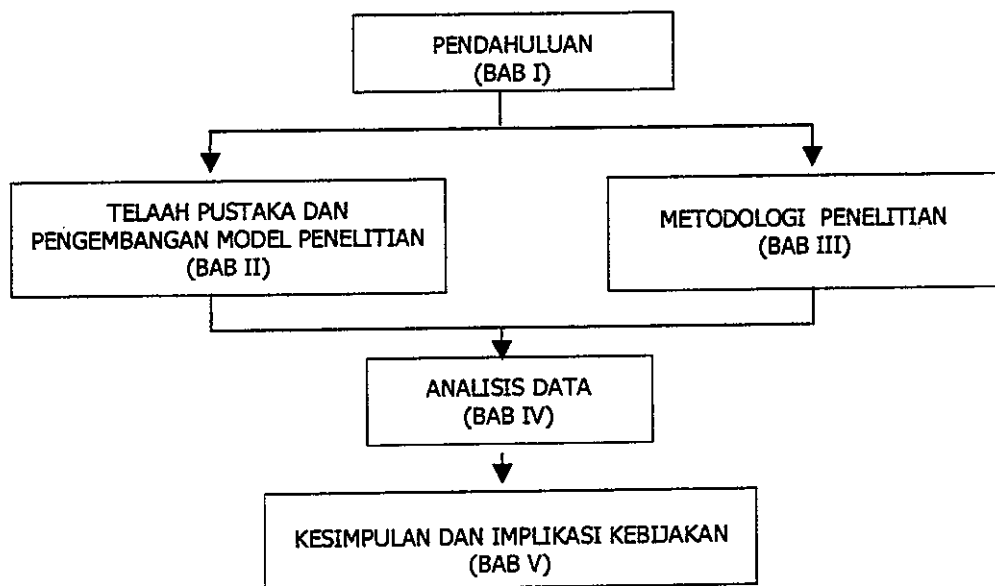 PENDAHULUAN
(BAB I)
TELAAH PUSTAKA DAN
PENGEMBANGAN MODEL PENELITIAN
(BAB II)
METODOLOGI PENELITIAN
(BAB III)
ANALISIS DATA
(BAB IV)
KESIMPULAN DAN IMPLIKASI KEBIJAKAN
(BAB V)